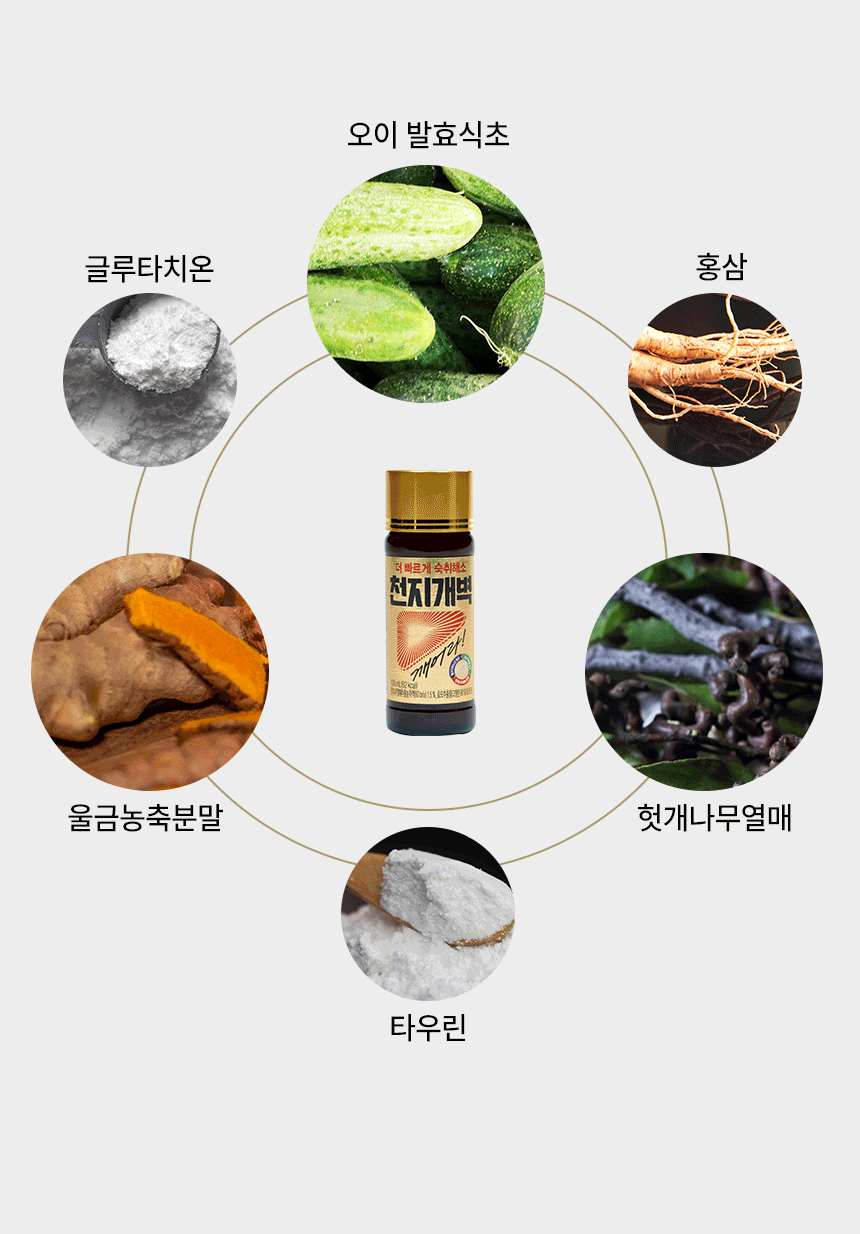 오이 발효식초
글루타치온
홍삼
더 빠르게 숙취해소
천지개벽
깨어라!
울금농축분말
헛개나무열매
타우린